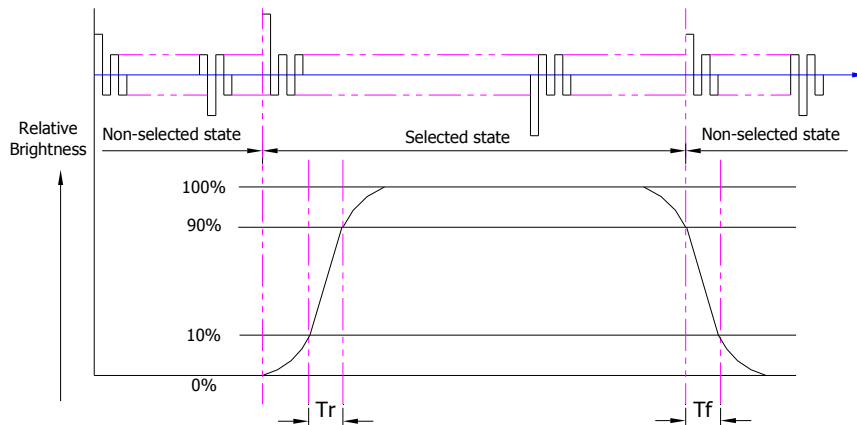 Relative
Brightness
Non-selected state
Selected state
Non-selected state
100%
90%
10%
0%
Tr
Tf